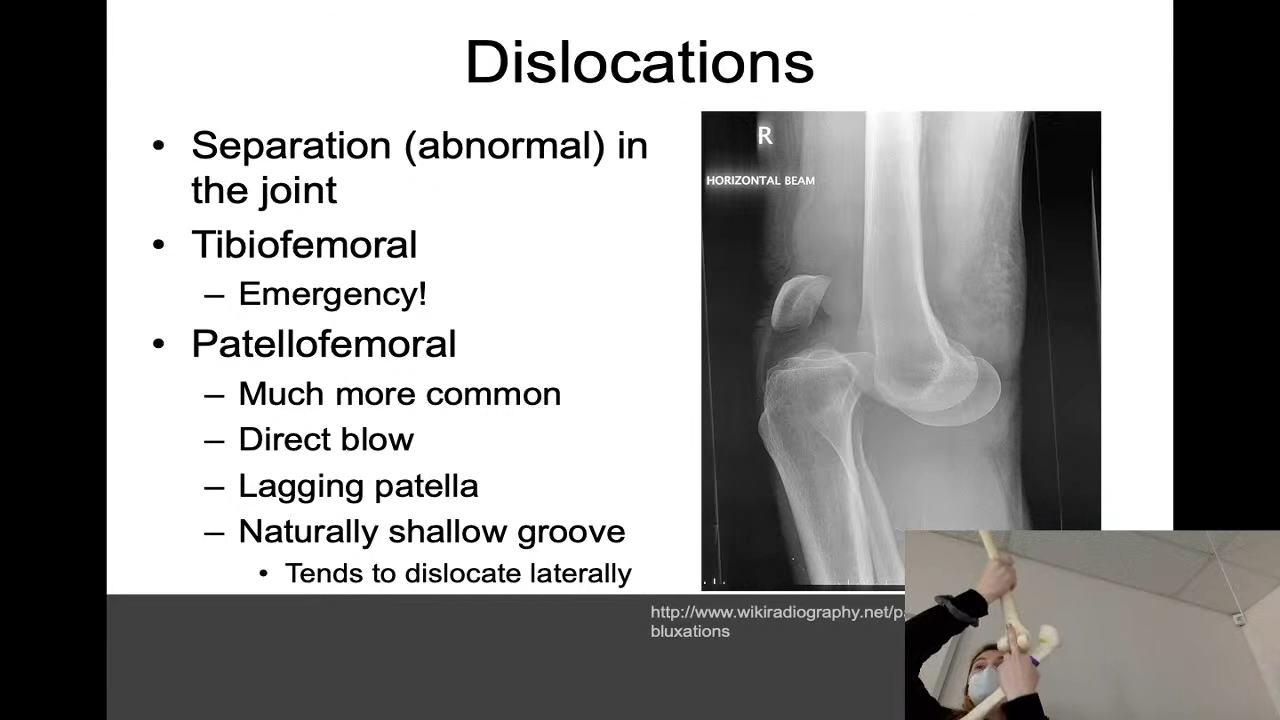 Dislocations
• Separation (abnormal) in
the joint
• Tibiofemoral
– Emergency!
• Patellofemoral
– Much more common
– Direct blow
– Lagging patella
– Naturally shallow groove
• Tends to dislocate laterally
R
HORIZONTAL BEAM
http://www.wikiradiography.net/p
bluxations